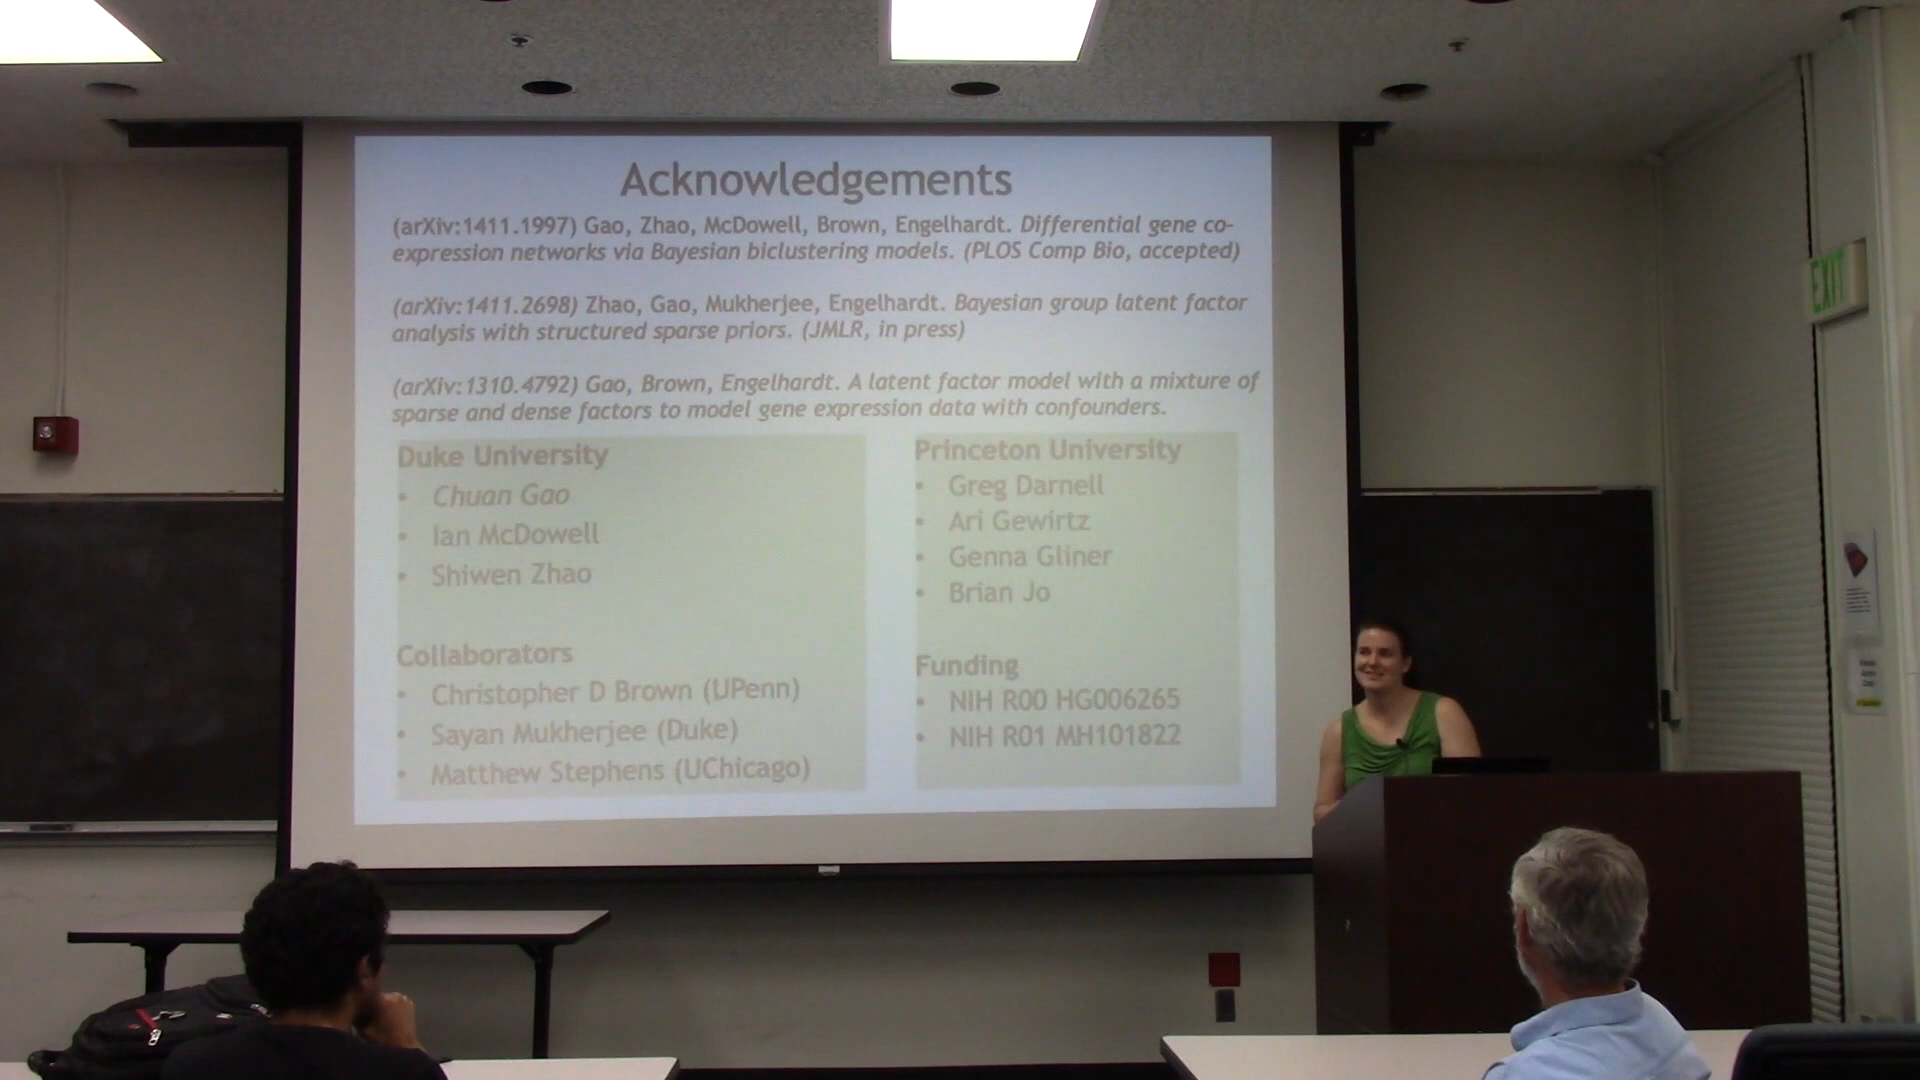 Acknowledgements
(arXiv:1411.1997) Gao, Zhao, McDowell, Brown, Engelhardt. Differential gene co-
expression networks via Bayesian biclustering models. (PLOS Comp Bio, accepted)
(arXiv:1411.2698) Zhao, Gao, Mukherjee, Engelhardt. Bayesian group latent factor
analysis with structured sparse priors. (JMLR, in press)
(arXiv:1310.4792) Gao, Brown, Engelhardt. A latent factor model with a mixture of
sparse and dense factors to model gene expression data with confounders.
Duke University
• Chuan Gao
• Ian McDowell
• Shiwen Zhao
Collaborators
• Christopher D Brown (UPenn)
• Sayan Mukherjee (Duke)
• Matthew Stephens (UChicago)
Princeton University
• Greg Darnell
• Ari Gewirtz
• Genna Gliner
• Brian Jo
Funding
• NIH R00 HG006265
• NIH R01 MH101822
EXIT